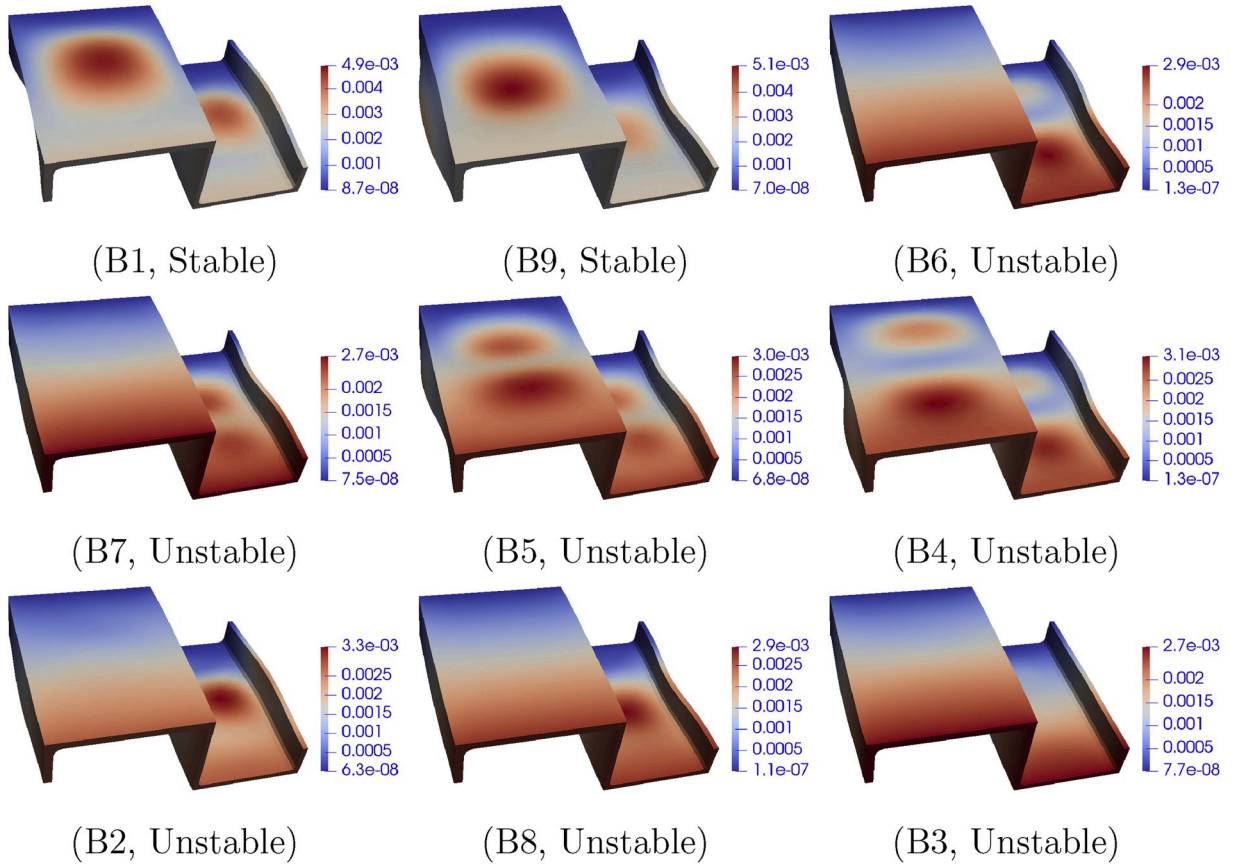 4.9e-03
0.004
0.003
0.002
0.001
8.7e-08
(B1, Stable)
5.1e-03
0.004
0.003
0.002
0.001
7.0e-08
(B9, Stable)
2.9e-03
0.002
0.0015
0.001
0.0005
1.3e-07
(B6, Unstable)
2.7e-03
0.002
0.0015
0.001
0.0005
7.5e-08
(B7, Unstable)
3.0e-03
0.0025
0.002
0.0015
0.001
0.0005
6.8e-08
(B5, Unstable)
3.1e-03
0.0025
0.002
0.0015
0.001
0.0005
1.3e-07
(B4, Unstable)
3.3e-03
0.0025
0.002
0.0015
0.001
0.0005
6.3e-08
(B2, Unstable)
2.9e-03
0.002
0.0015
0.001
0.0005
1.1e-07
(B8, Unstable)
2.7e-03
0.002
0.0015
0.001
0.0005
7.7e-08
(B3, Unstable)